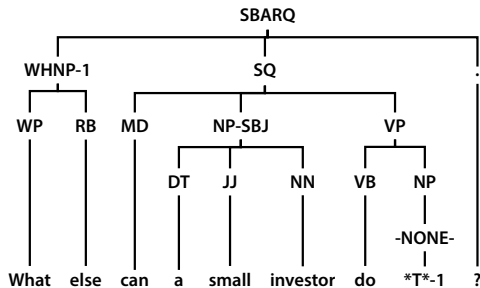 SBARQ
WHNP-1 SQ .
WP RB MD NP-SBJ VP
DT JJ NN VB NP
-NONE-
What else can a small investor do *T*-1 ?